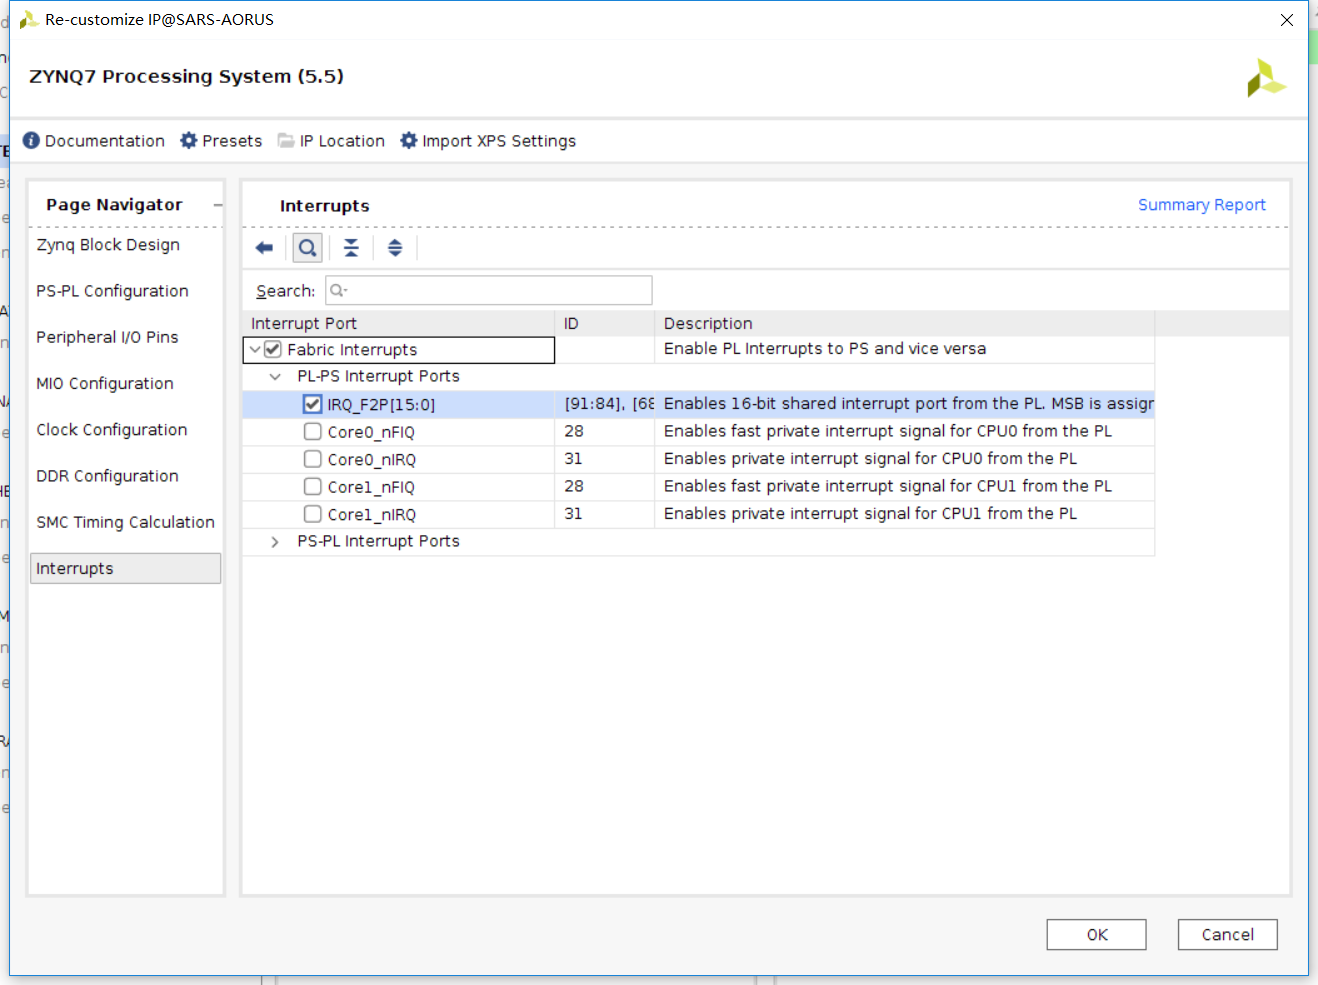 Re-customize IP@SARS-AORUS
ZYNQ7 Processing System (5.5)
Documentation Presets IP Location Import XPS Settings
Page Navigator
Zynq Block Design
PS-PL Configuration
Peripheral I/O Pins
MIO Configuration
Clock Configuration
DDR Configuration
SMC Timing Calculation
Interrupts
Interrupts
Summary Report
Search:
Interrupt Port ID Description
Fabric Interrupts Enable PL Interrupts to PS and vice versa
PL-PS Interrupt Ports
IRQ_F2P[15:0] [91:84], [68 Enables 16-bit shared interrupt port from the PL. MSB is assigr
Core0_nFIQ 28 Enables fast private interrupt signal for CPU0 from the PL
Core0_nIRQ 31 Enables private interrupt signal for CPU0 from the PL
Core1_nFIQ 28 Enables fast private interrupt signal for CPU1 from the PL
Core1_nIRQ 31 Enables private interrupt signal for CPU1 from the PL
PS-PL Interrupt Ports
OK Cancel